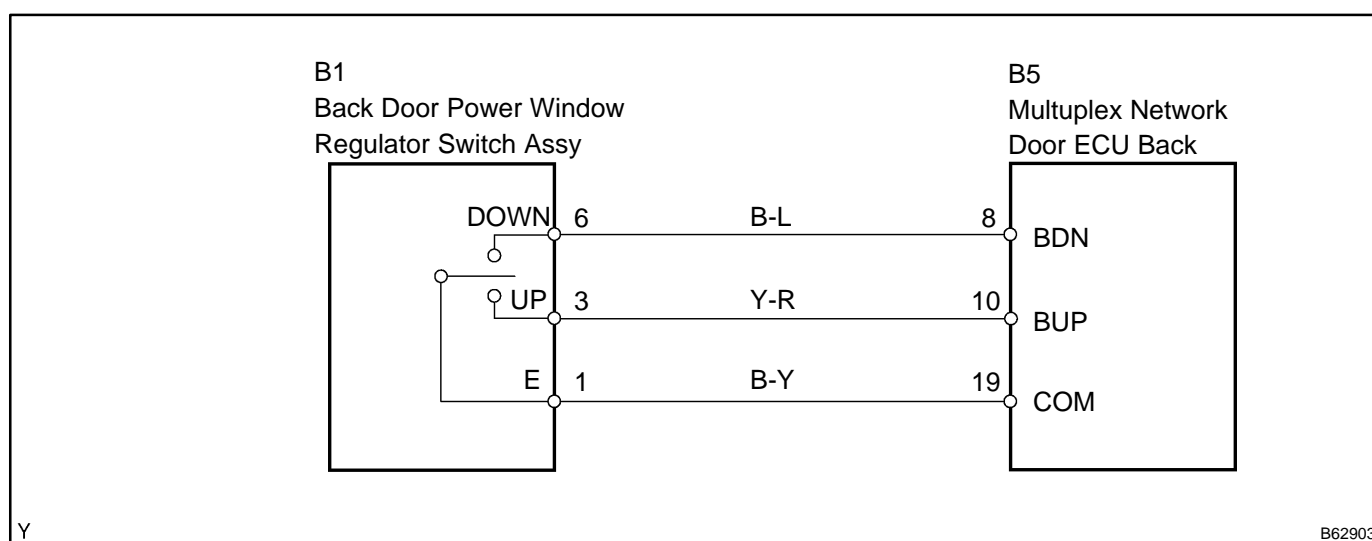 B1
Back Door Power Window
Regulator Switch Assy
B5
Multuplex Network
Door ECU Back
DOWN 6 B-L 8 BDN
UP 3 Y-R 10 BUP
E 1 B-Y 19 COM
Y B62903